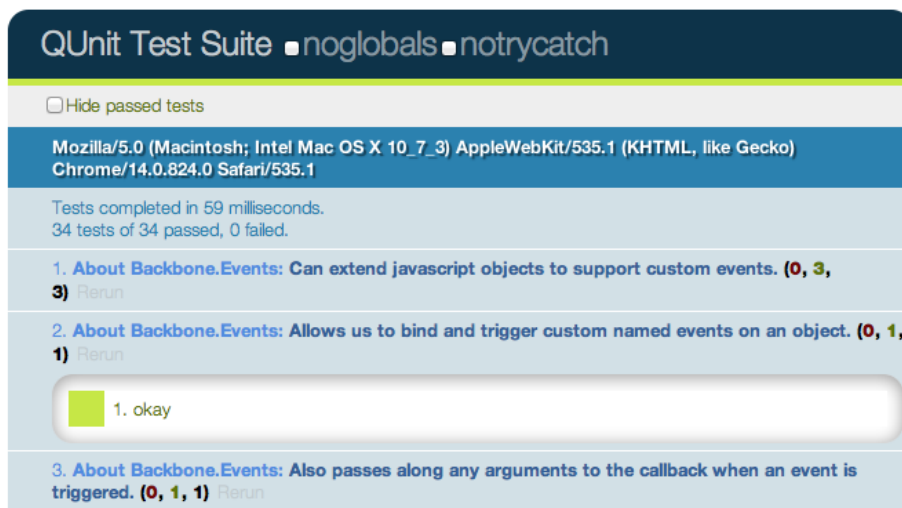 QUnit Test Suite noglobals notrycatch
Hide passed tests
Mozilla/5.0 (Macintosh; Intel Mac OS X 10_7_3) AppleWebKit/535.1 (KHTML, like Gecko)
Chrome/14.0.824.0 Safari/535.1
Tests completed in 59 milliseconds.
34 tests of 34 passed, 0 failed.
1. About Backbone.Events: Can extend javascript objects to support custom events. (0, 3,
3) Rerun
2. About Backbone.Events: Allows us to bind and trigger custom named events on an object. (0, 1,
1) Rerun
1. okay
3. About Backbone.Events: Also passes along any arguments to the callback when an event is
triggered. (0, 1, 1) Rerun